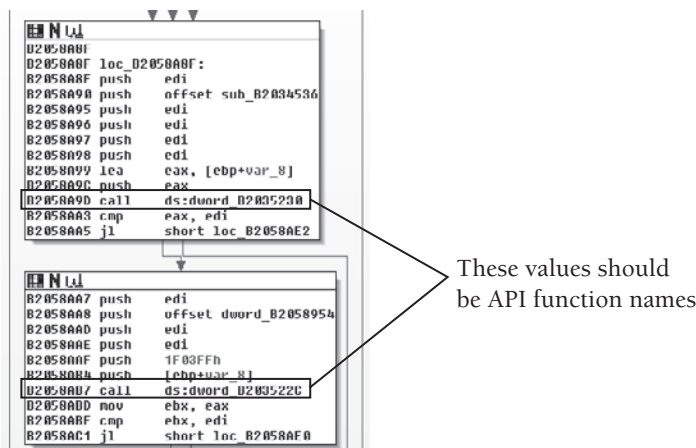 B2058A8F
B2058A8F loc_B2058A8F:
B2058A8F push edi
B2058A90 push offset sub_B2034536
B2058A95 push edi
B2058A96 push edi
B2058A97 push edi
B2058A98 push edi
B2058A99 lea eax, [ebp+var_8]
B2058A9C push eax
B2058A9D call ds:dword_B2035230
B2058AA3 cmp eax, edi
B2058AA5 jl short loc_B2058AE2
B2058AA7 push edi
B2058AA8 push offset dword_B2058954
B2058AAD push edi
B2058AAE push edi
B2058AAF push 1F03FFh
B2058AB4 push [ebp+var_8]
B2058AB7 call ds:dword_B203522C
B2058ABD mov ebx, eax
B2058ABF cmp ebx, edi
B2058AC1 jl short loc_B2058AE0
These values should
be API function names